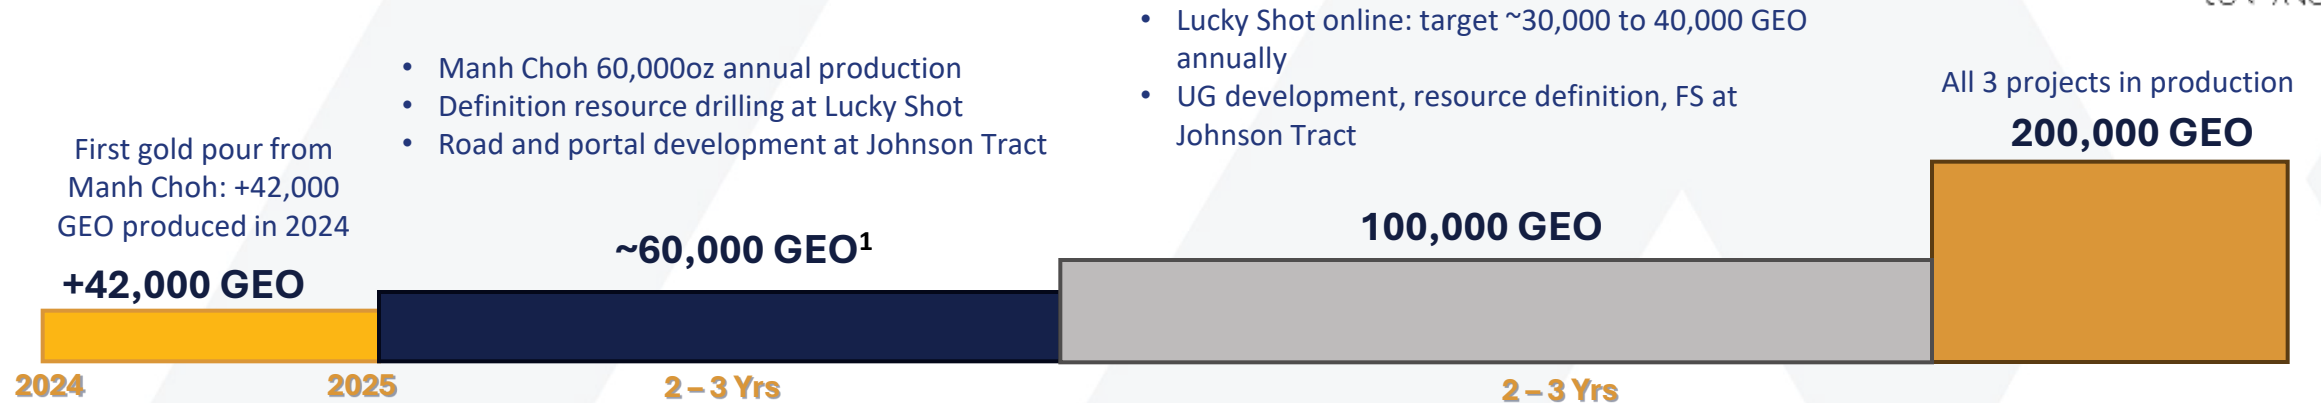 First gold pour from
Manh Choh: +42,000
GEO produced in 2024
+42,000 GEO
• Manh Choh 60,000oz annual production
• Definition resource drilling at Lucky Shot
• Road and portal development at Johnson Tract
~60,000 GEO¹
• Lucky Shot online: target ~30,000 to 40,000 GEO
annually
• UG development, resource definition, FS at
Johnson Tract
100,000 GEO
All 3 projects in production
200,000 GEO
2024
2025
2 – 3 Yrs
2 – 3 Yrs